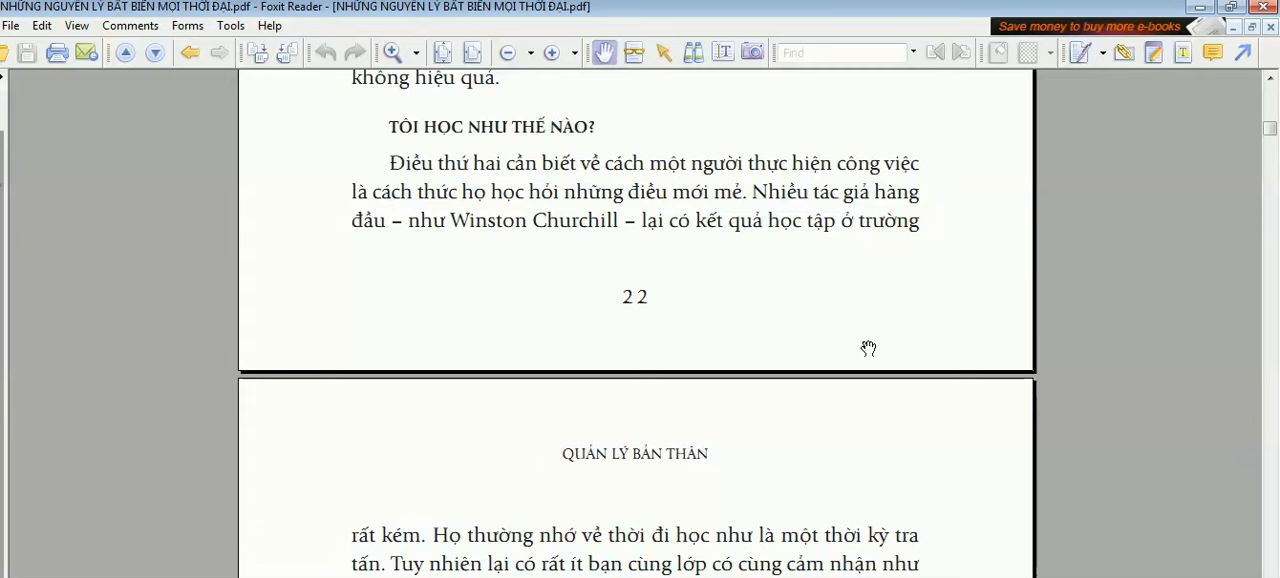 NHỮNG NGUYÊN LÝ BẤT BIẾN MỌI THỜI ĐẠI.pdf - Foxit Reader - [NHỮNG NGUYÊN LÝ BẤT BIẾN MỌI THỜI ĐẠI.pdf]
File Edit View Comments Forms Tools Help
Save money to buy more e-books
Find
không hiệu quả.
TÔI HỌC NHƯ THẾ NÀO?
Điều thứ hai cần biết về cách một người thực hiện công việc
là cách thức họ học hỏi những điều mới mẻ. Nhiều tác giả hàng
đầu – như Winston Churchill – lại có kết quả học tập ở trường
22
QUẢN LÝ BẢN THÂN
rất kém. Họ thường nhớ về thời đi học như là một thời kỳ tra
tấn. Tuy nhiên lại có rất ít bạn cùng lớp có cùng cảm nhận như